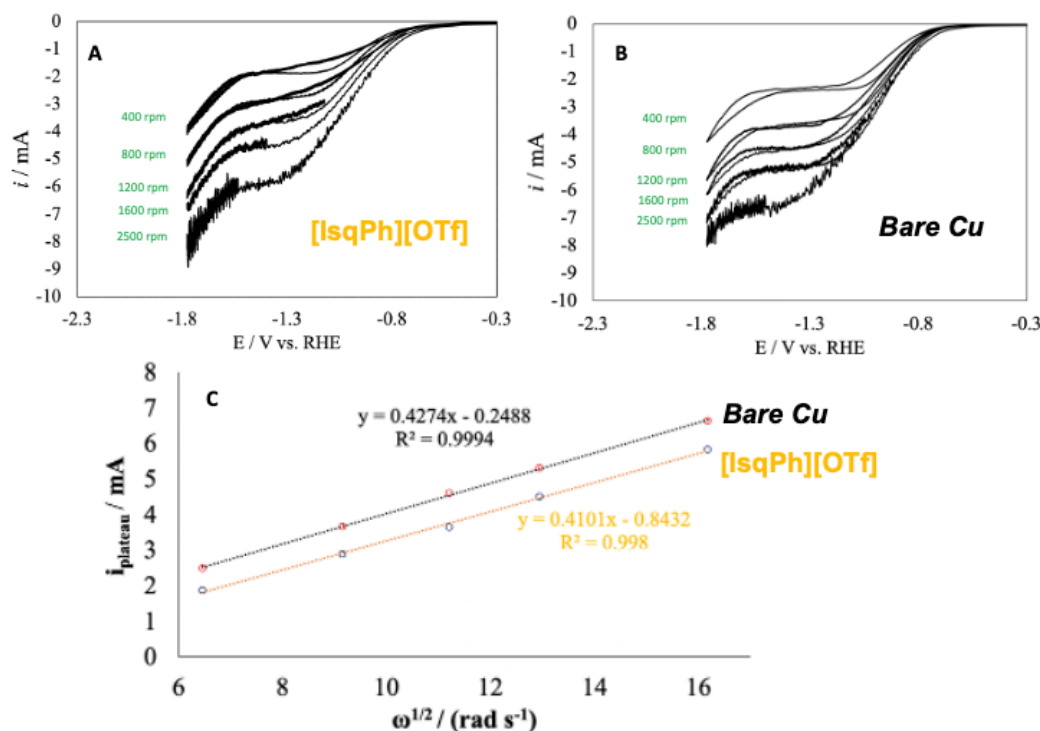 A
0
-1
-2
-3
-4
-5
-6
-7
-8
-9
-10
i / mA
400 rpm
800 rpm
1200 rpm
1600 rpm
2500 rpm
[IsqPh][OTf]
-2.3 -1.8 -1.3 -0.8 -0.3
E / V vs. RHE
B
0
-1
-2
-3
-4
-5
-6
-7
-8
-9
-10
i / mA
400 rpm
800 rpm
1200 rpm
1600 rpm
2500 rpm
Bare Cu
-2.3 -1.8 -1.3 -0.8 -0.3
E / V vs. RHE
C
8
7
6
5
4
3
2
1
0
iplateau / mA
y = 0.4274x - 0.2488
R² = 0.9994
Bare Cu
[IsqPh][OTf]
y = 0.4101x - 0.8432
R² = 0.998
6 8 10 12 14 16
ω1/2 / (rad s-1)